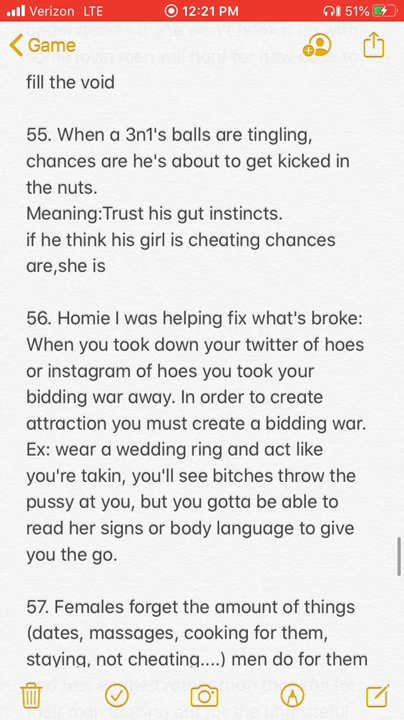 Verizon LTE 12:21 PM 51%
Game
fill the void
55. When a 3n1's balls are tingling,
chances are he's about to get kicked in
the nuts.
Meaning:Trust his gut instincts.
if he think his girl is cheating chances
are,she is
56. Homie I was helping fix what's broke:
When you took down your twitter of hoes
or instagram of hoes you took your
bidding war away. In order to create
attraction you must create a bidding war.
Ex: wear a wedding ring and act like
you're takin, you'll see bitches throw the
pussy at you, but you gotta be able to
read her signs or body language to give
you the go.
57. Females forget the amount of things
(dates, massages, cooking for them,
staying, not cheating....) men do for them